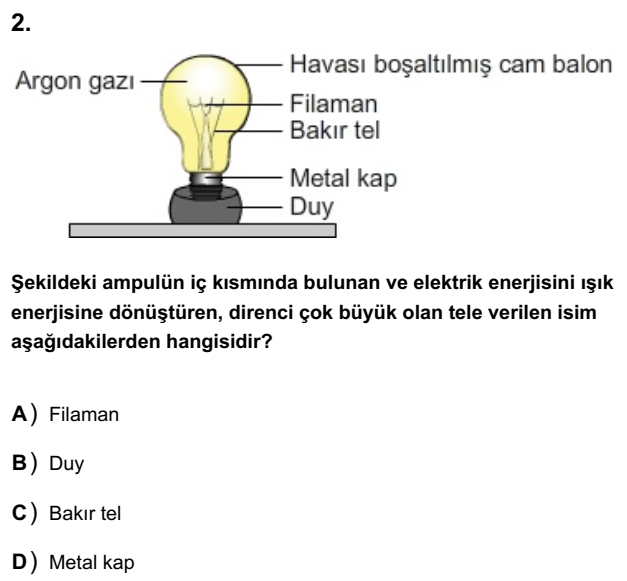 2.
Argon gazı
Havası boşaltılmış cam balon
Filaman
Bakır tel
Metal kap
Duy
Şekildeki ampulün iç kısmında bulunan ve elektrik enerjisini ışık
enerjisine dönüştüren, direnci çok büyük olan tele verilen isim
aşağıdakilerden hangisidir?
A) Filaman
B) Duy
C) Bakır tel
D) Metal kap